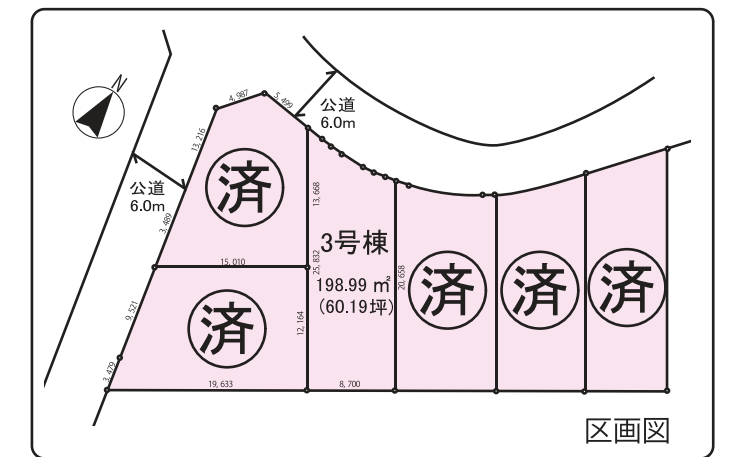 N
4,987
5,499
公道
6.0m
13,216
公道
6.0m
済
3,489
13,668
3号棟
198.99 ㎡
(60.19坪)
15,010
25,832
20,658
済
済
済
済
9,521
12,164
3,479
19,633
8,700
区画図